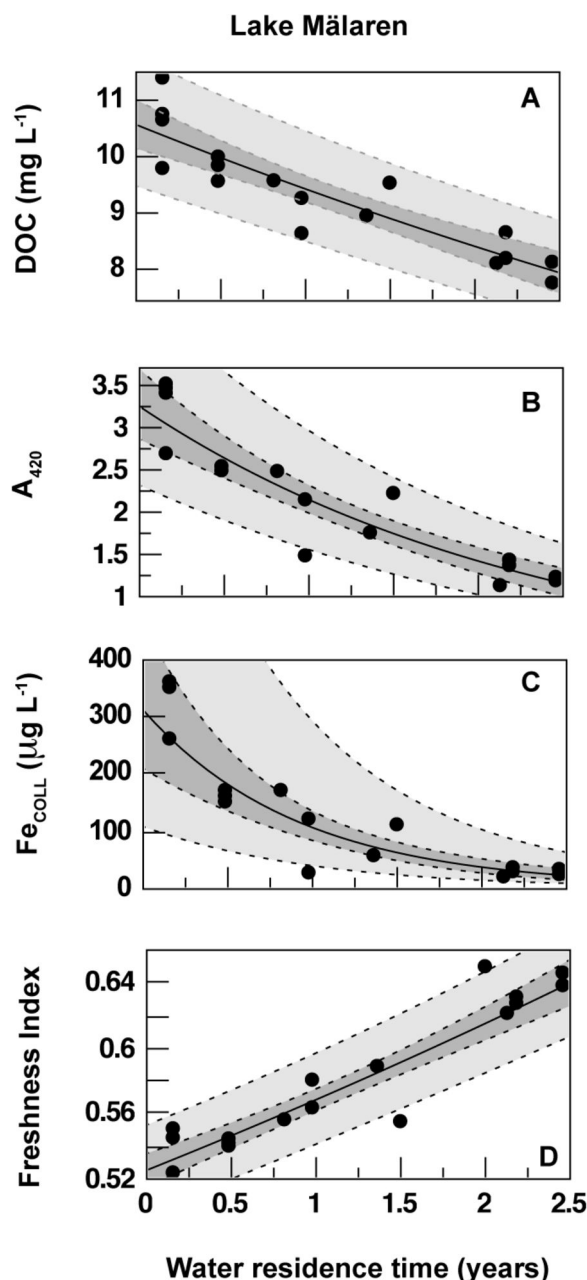 Lake Mälaren
A
DOC (mg L⁻¹)
11
10
9
8
B
A₄₂₀
3.5
3
2.5
2
1.5
1
C
Fe_COLL (μg L⁻¹)
400
300
200
100
0
D
Freshness Index
0.64
0.6
0.56
0.52
0 0.5 1 1.5 2 2.5
Water residence time (years)